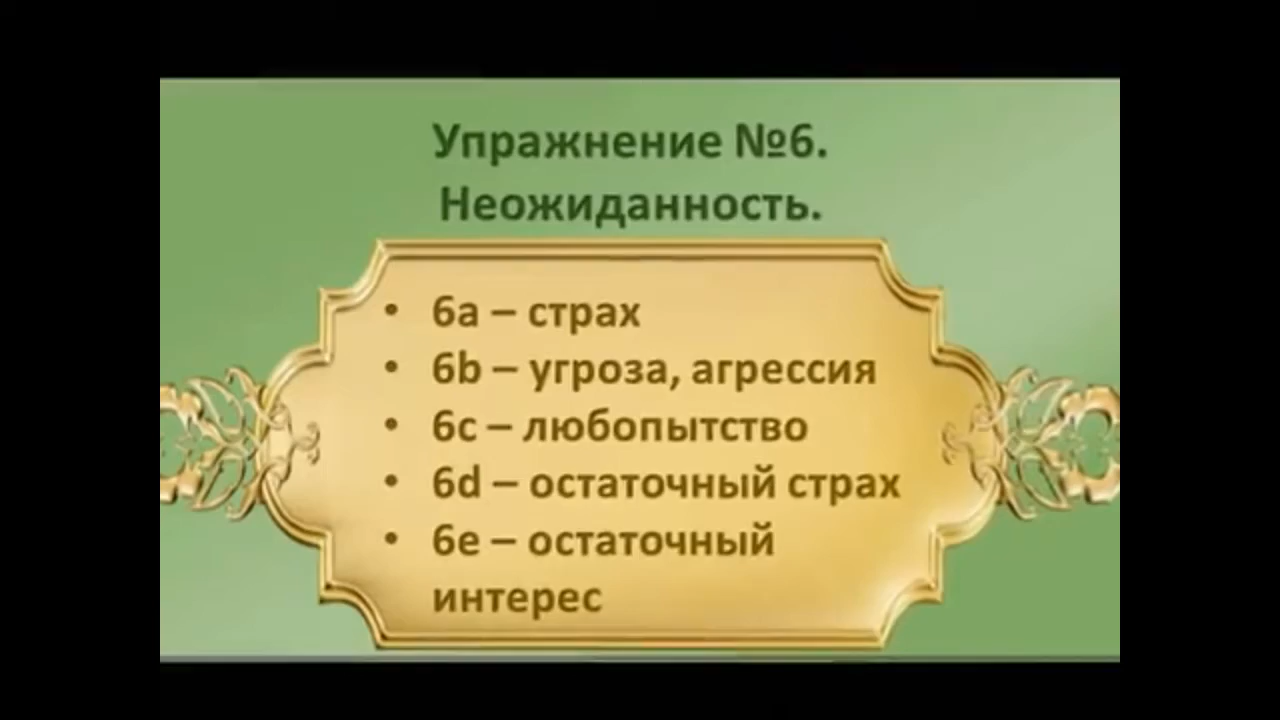 Упражнение №6.
Неожиданность.
• 6a – страх
• 6b – угроза, агрессия
• 6c – любопытство
• 6d – остаточный страх
• 6e – остаточный
интерес